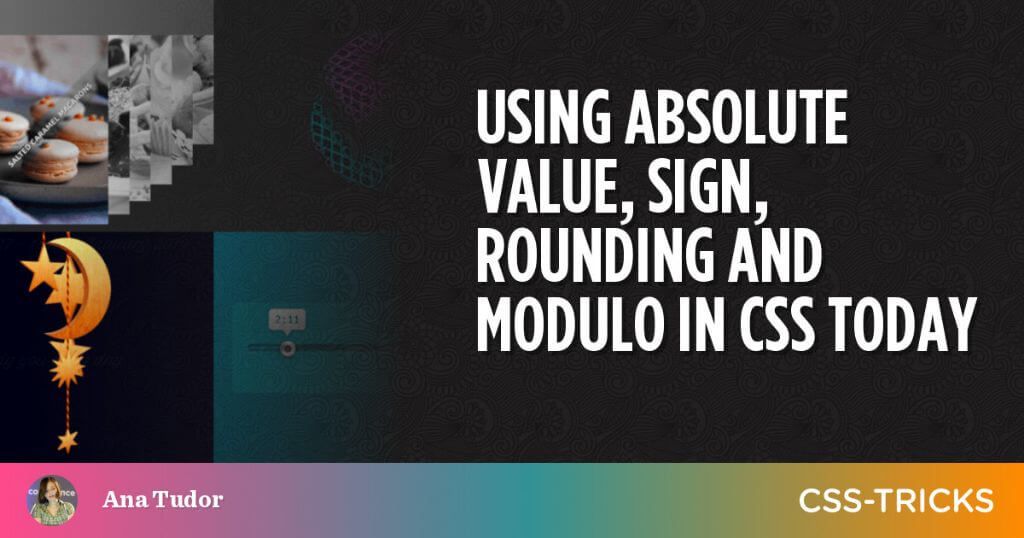 SALTED CARAMEL MACARONS
2:11
USING ABSOLUTE
VALUE, SIGN,
ROUNDING AND
MODULO IN CSS TODAY
Ana Tudor
CSS-TRICKS